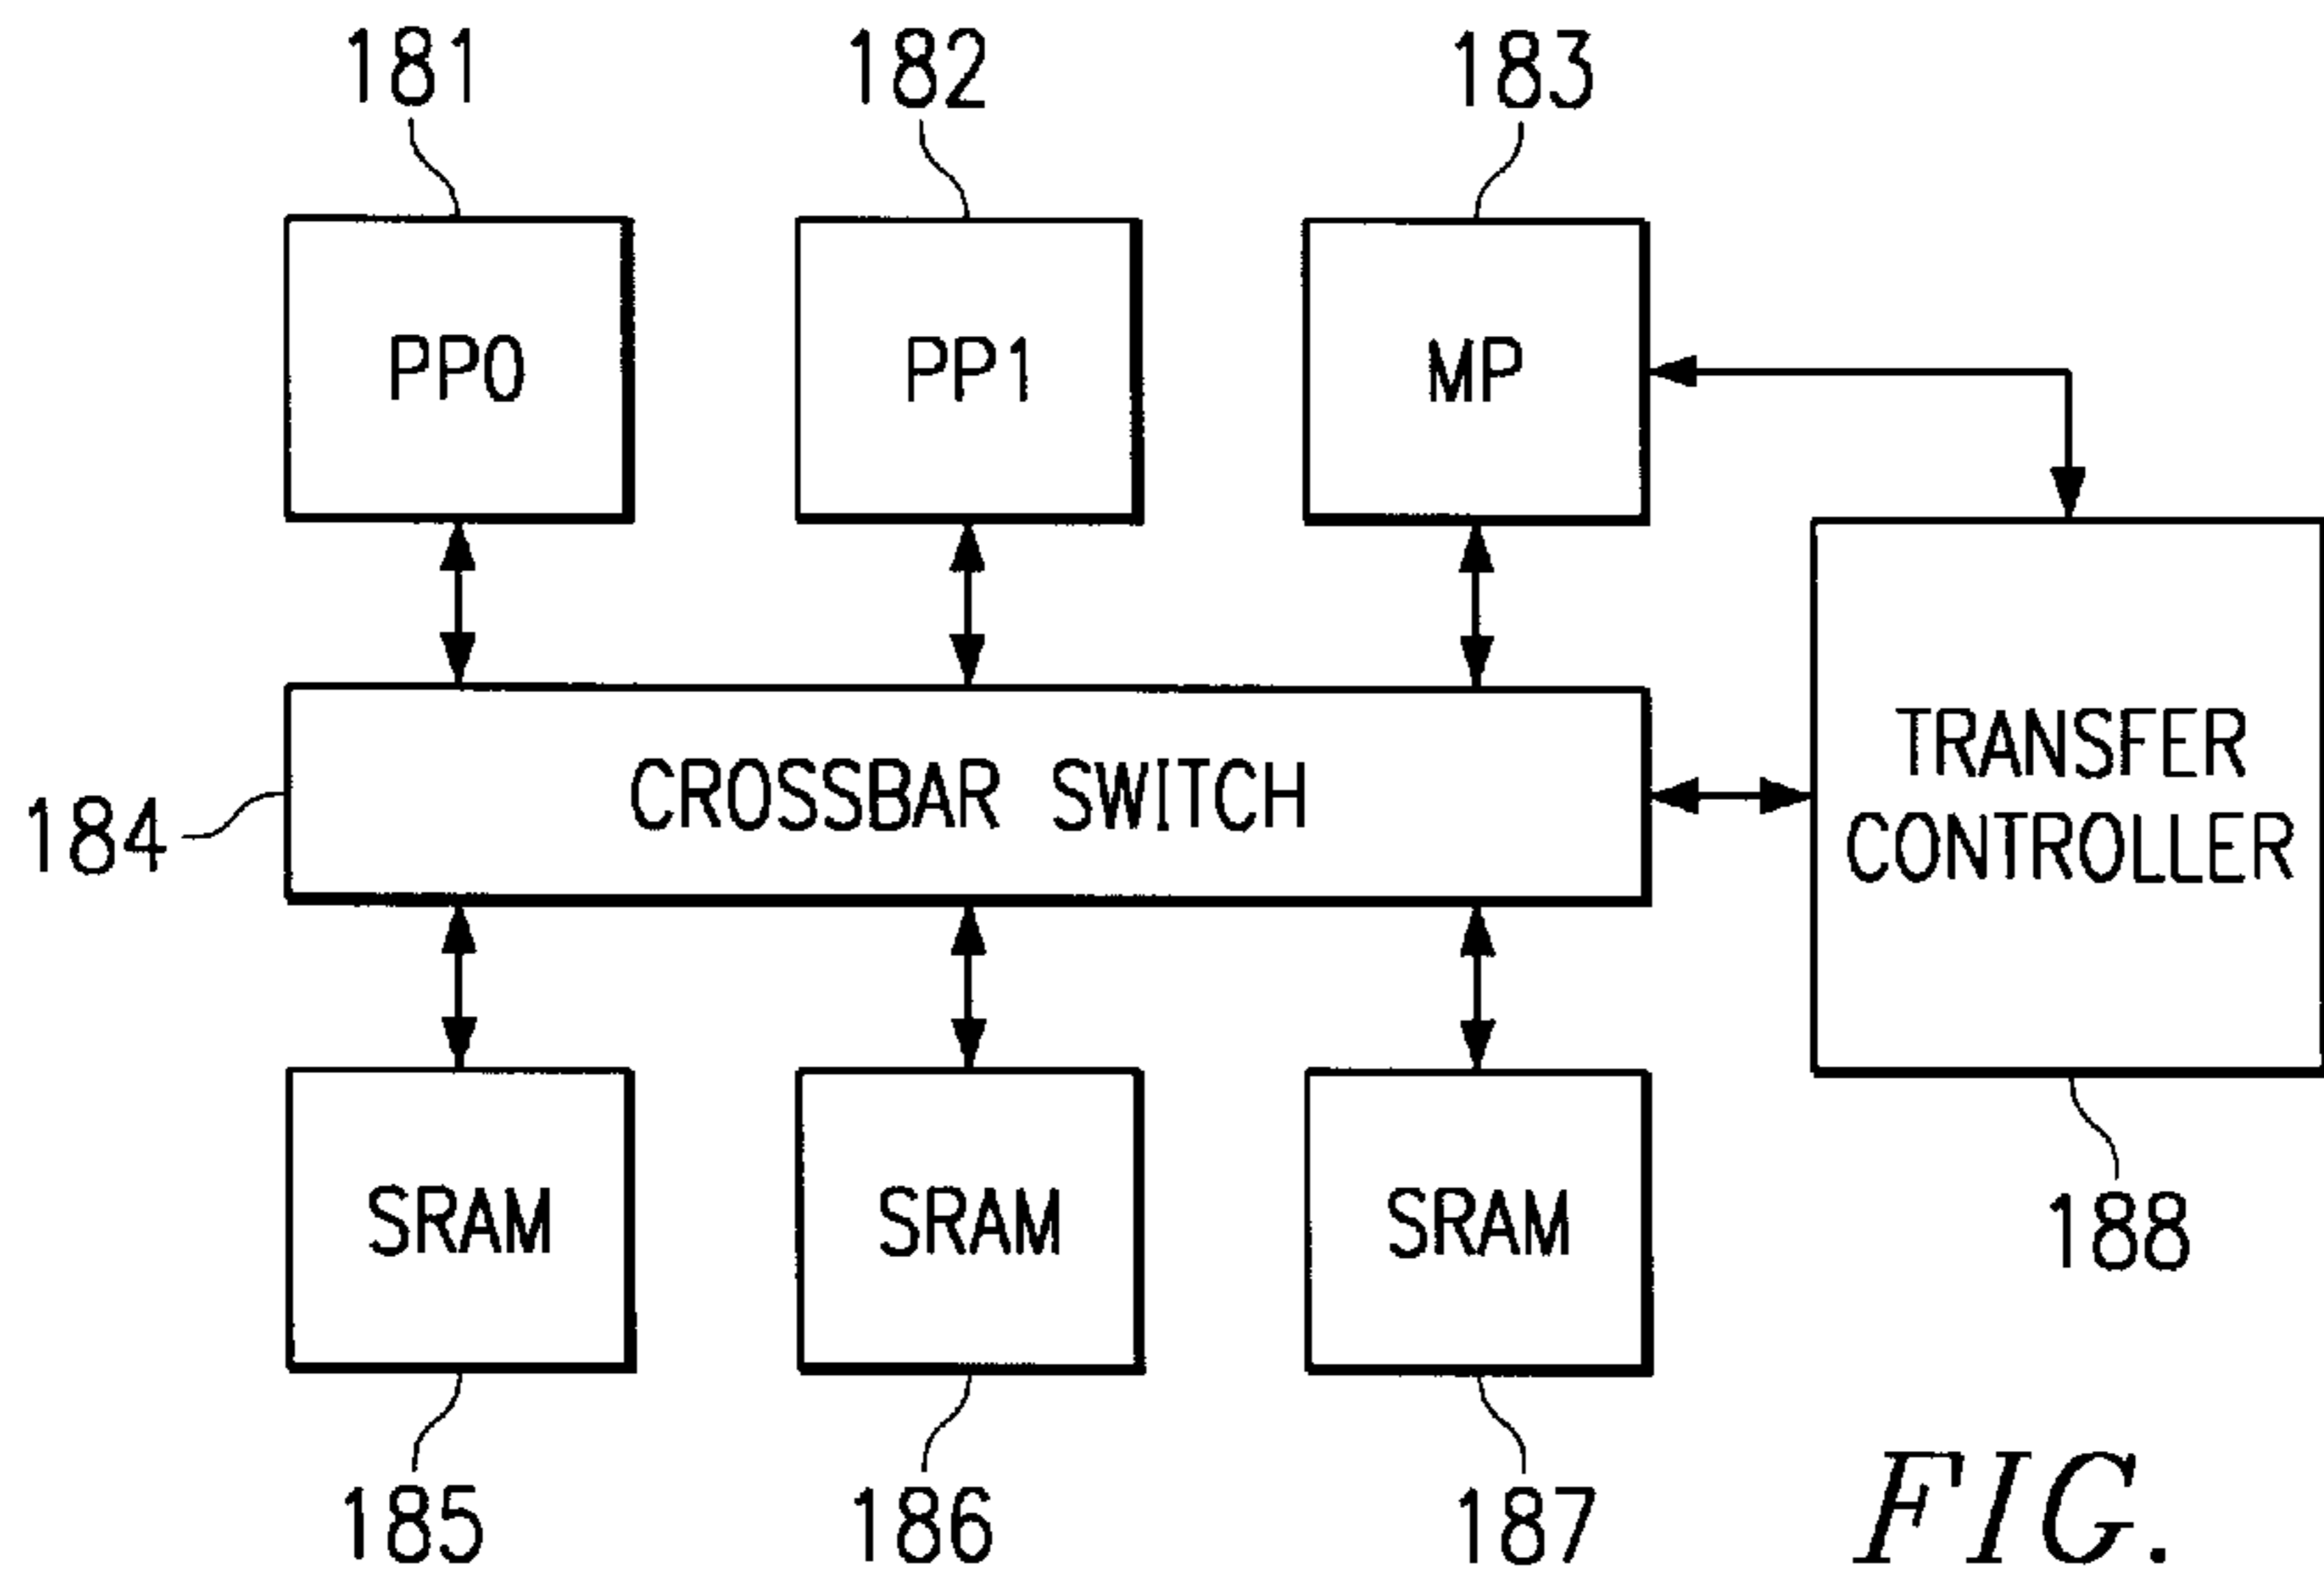 181
182
183
PP0
PP1
MP
CROSSBAR SWITCH
TRANSFER
CONTROLLER
184
SRAM
SRAM
SRAM
188
185
186
187
FIG.